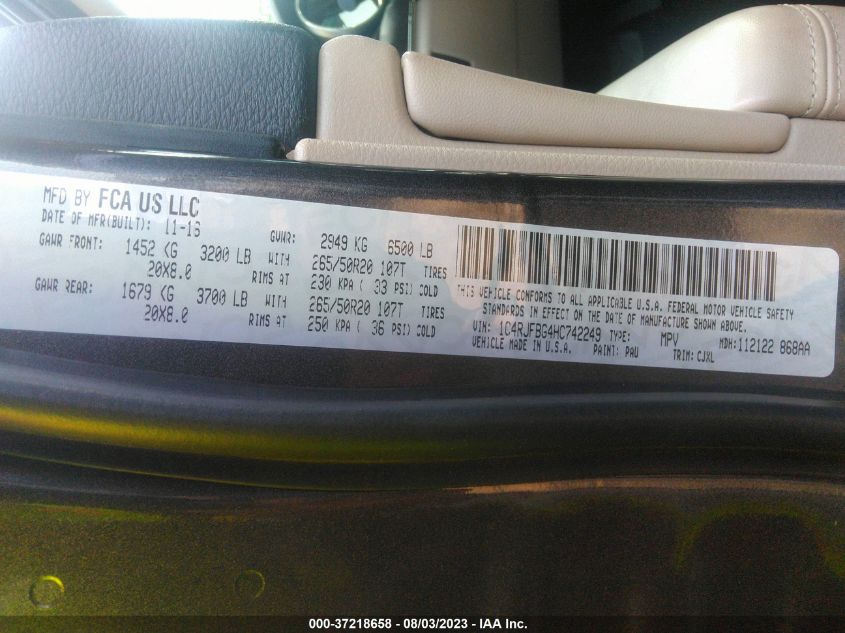 MFD BY FCA US LLC
DATE OF MFR(BUILT): 11-16 GVWR: 2949 KG 6500 LB
GAWR FRONT: 1452 KG 3200 LB WITH 265/50R20 107T TIRES
20X8.0 RIMS AT 230 KPA ( 33 PSI) COLD
GAWR REAR: 1679 KG 3700 LB WITH 265/50R20 107T TIRES
20X8.0 RIMS AT 250 KPA ( 36 PSI) COLD
THIS VEHICLE CONFORMS TO ALL APPLICABLE U.S.A. FEDERAL MOTOR VEHICLE SAFETY
STANDARDS IN EFFECT ON THE DATE OF MANUFACTURE SHOWN ABOVE.
VIN: 1C4RJFBG4HC742249 TYPE: MPV MDH: 112122 868AA
VEHICLE MADE IN U.S.A. PAINT: PAU TRIM: CJXL
000-37218658 - 08/03/2023 - IAA Inc.